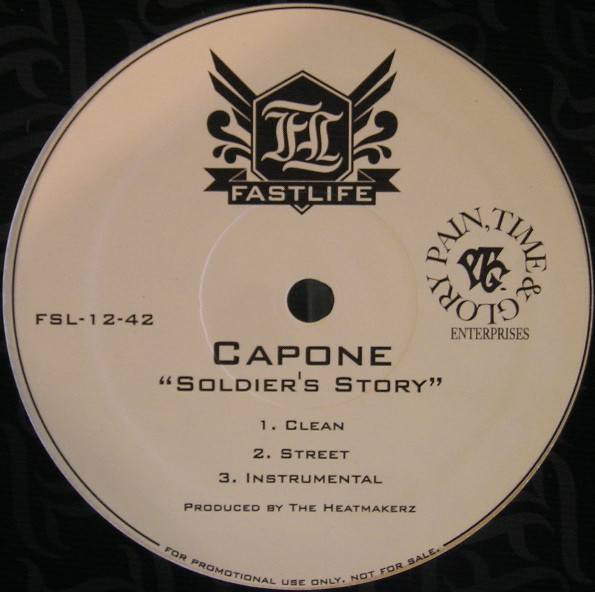 FL
FASTLIFE
PAIN, TIME & GLORY
PTG
ENTERPRISES
FSL-12-42
CAPONE
"SOLDIER'S STORY"
1. CLEAN
2. STREET
3. INSTRUMENTAL
PRODUCED BY THE HEATMAKERZ
FOR PROMOTIONAL USE ONLY. NOT FOR SALE.